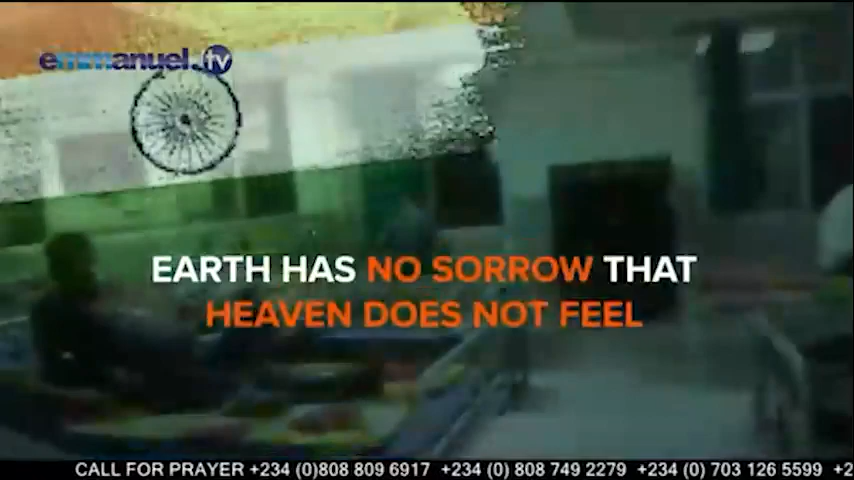 emmanuel.tv
EARTH HAS NO SORROW THAT
HEAVEN DOES NOT FEEL
CALL FOR PRAYER +234 (0)808 809 6917 +234 (0) 808 749 2279 +234 (0) 703 126 5599 +2